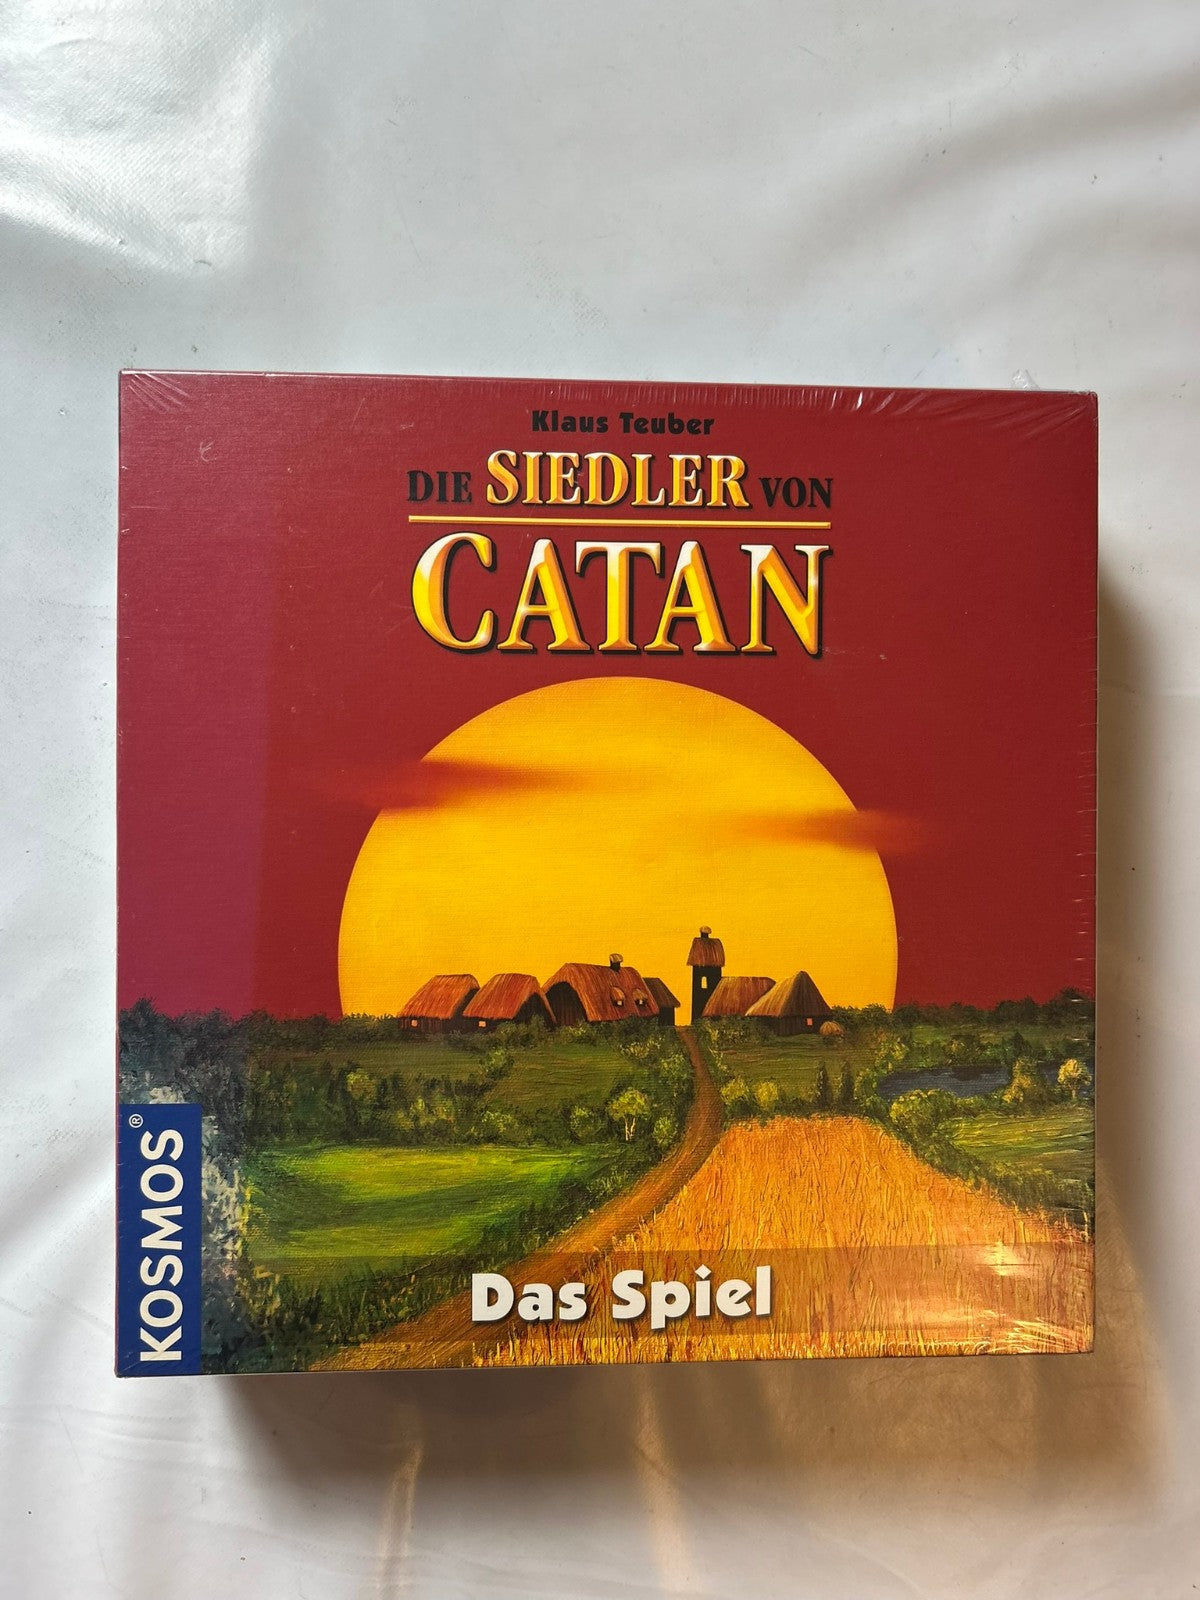 Klaus Teuber
DIE SIEDLER VON
CATAN
KOSMOS®
Das Spiel